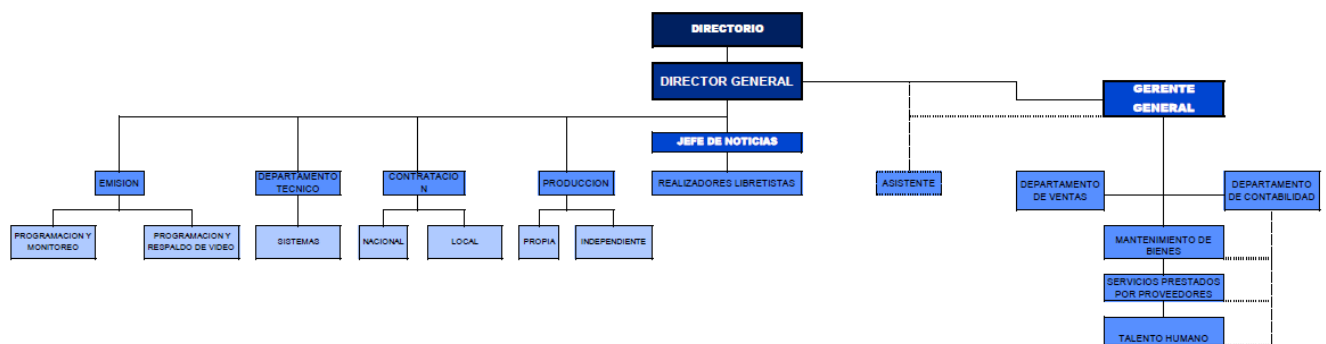 DIRECTORIO
DIRECTOR GENERAL
GERENTE
GENERAL
JEFE DE NOTICIAS
EMISION
DEPARTAMENTO
TECNICO
CONTRATACIO
N
PRODUCCION
REALIZADORES LIBRETISTAS
ASISTENTE
DEPARTAMENTO
DE VENTAS
DEPARTAMENTO
DE CONTABILIDAD
PROGRAMACION Y
MONITOREO
PROGRAMACION Y
RESPALDO DE VIDEO
SISTEMAS
NACIONAL
LOCAL
PROPIA
INDEPENDIENTE
MANTENIMIENTO DE
BIENES
SERVICIOS PRESTADOS
POR PROVEEDORES
TALENTO HUMANO